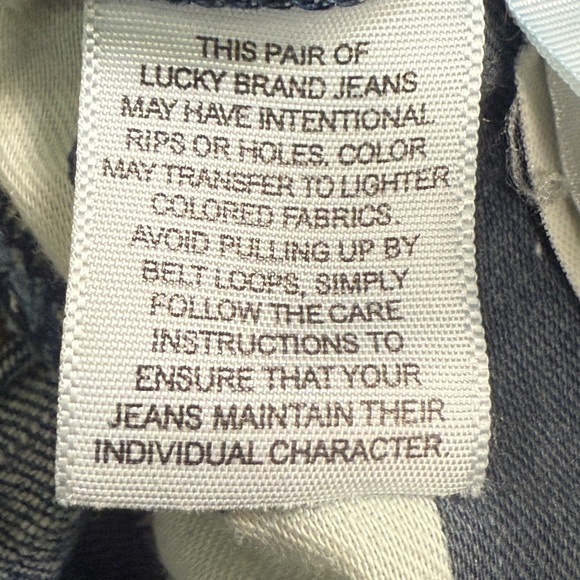 THIS PAIR OF
LUCKY BRAND JEANS
MAY HAVE INTENTIONAL
RIPS OR HOLES. COLOR
MAY TRANSFER TO LIGHTER
COLORED FABRICS.
AVOID PULLING UP BY
BELT LOOPS, SIMPLY
FOLLOW THE CARE
INSTRUCTIONS TO
ENSURE THAT YOUR
JEANS MAINTAIN THEIR
INDIVIDUAL CHARACTER.